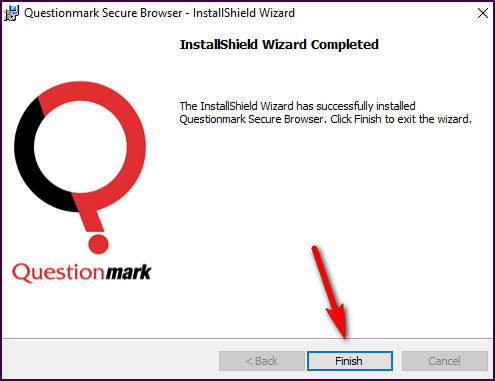 Questionmark Secure Browser - InstallShield Wizard
InstallShield Wizard Completed
The InstallShield Wizard has successfully installed
Questionmark Secure Browser. Click Finish to exit the wizard.
Questionmark
< Back
Finish
Cancel